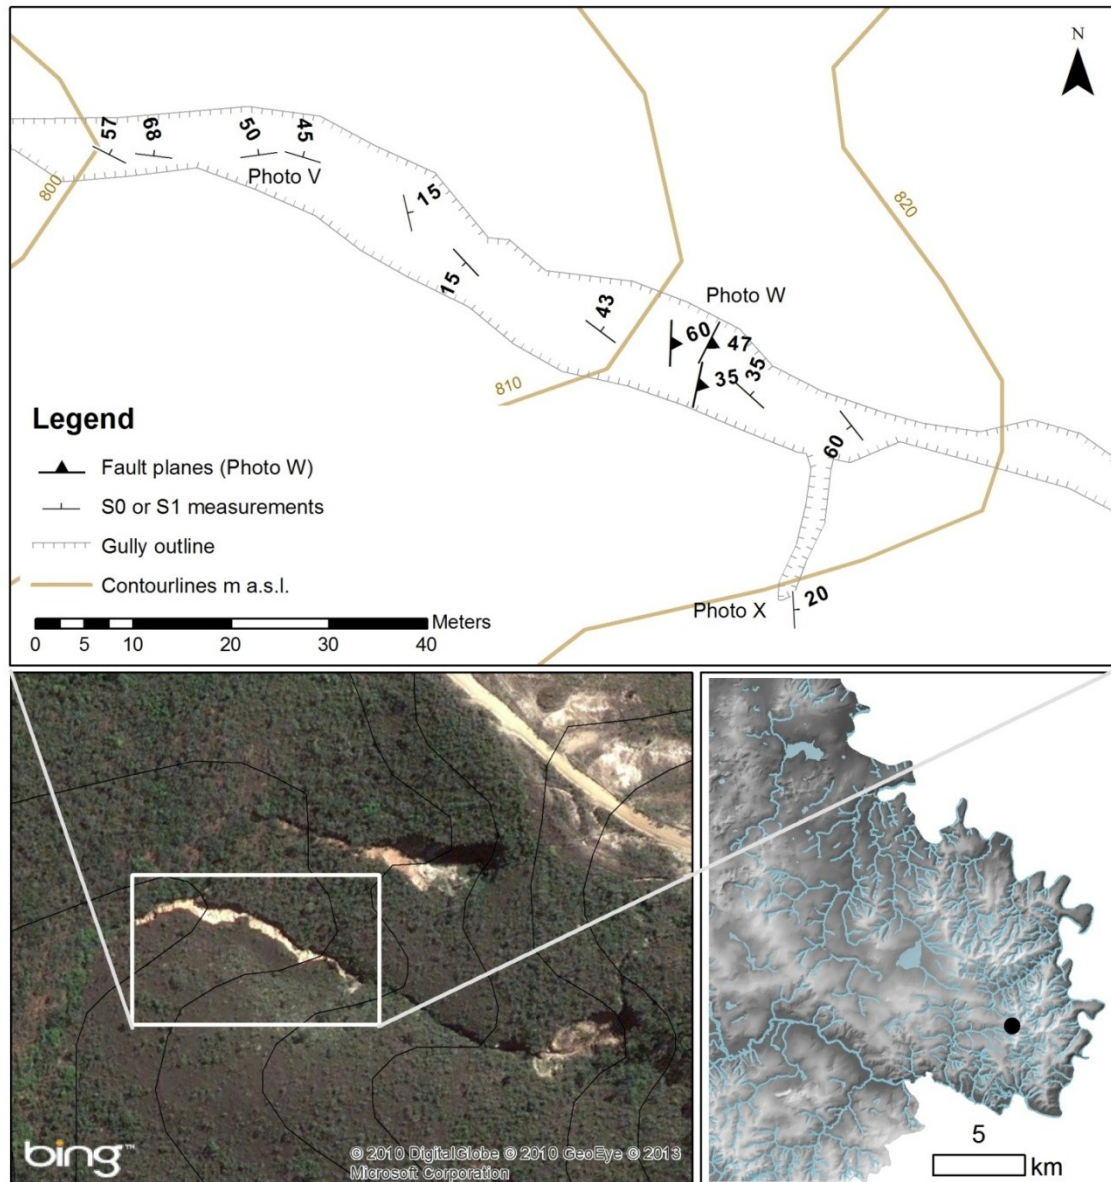 N
57
68
50
45
Photo V
800
15
820
15
43
Photo W
60
47
35
35
810
60
Legend
Fault planes (Photo W)
S0 or S1 measurements
Gully outline
Contourlines m a.s.l.
Meters
0 5 10 20 30 40
Photo X
20
bing™
© 2010 DigitalGlobe © 2010 GeoEye © 2013
Microsoft Corporation
5
km